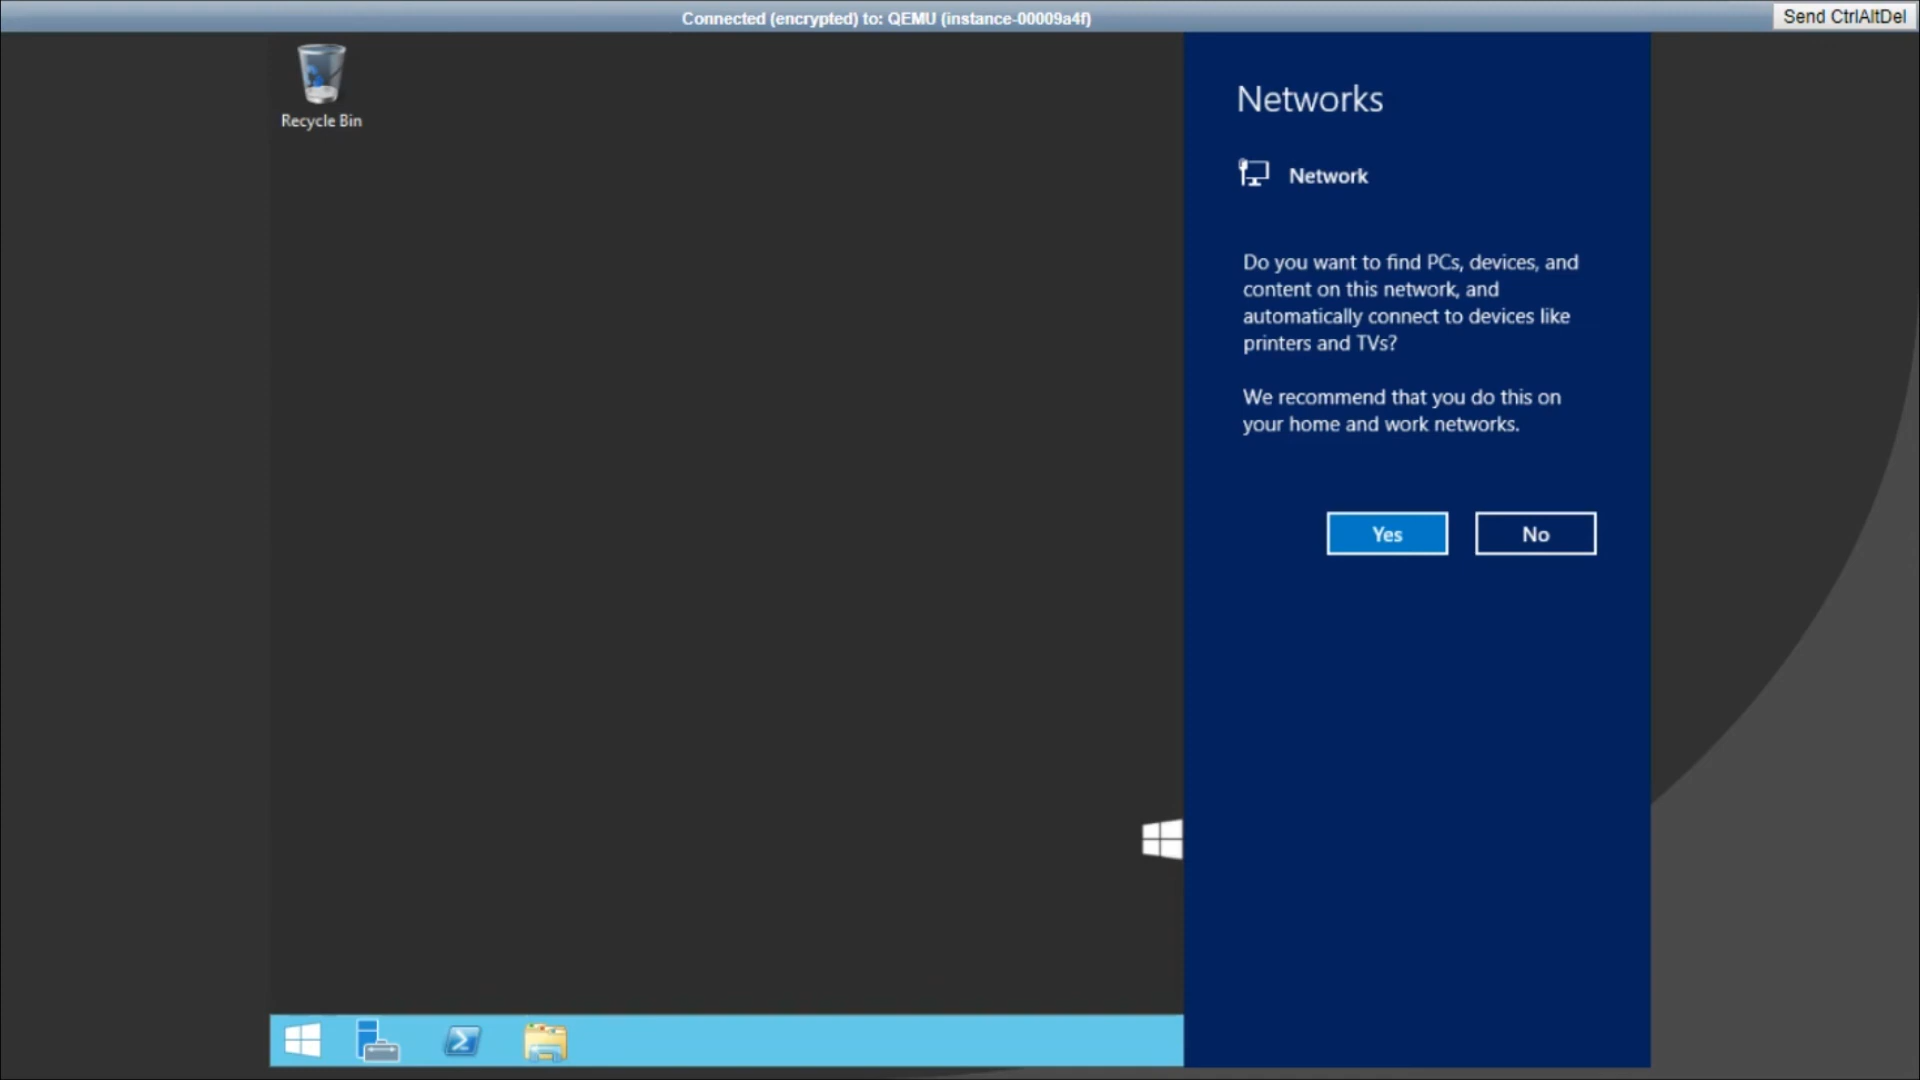 Connected (encrypted) to: QEMU (instance-00009a4f)
Send CtrlAltDel
Recycle Bin
Networks
Network
Do you want to find PCs, devices, and
content on this network, and
automatically connect to devices like
printers and TVs?
We recommend that you do this on
your home and work networks.
Yes
No